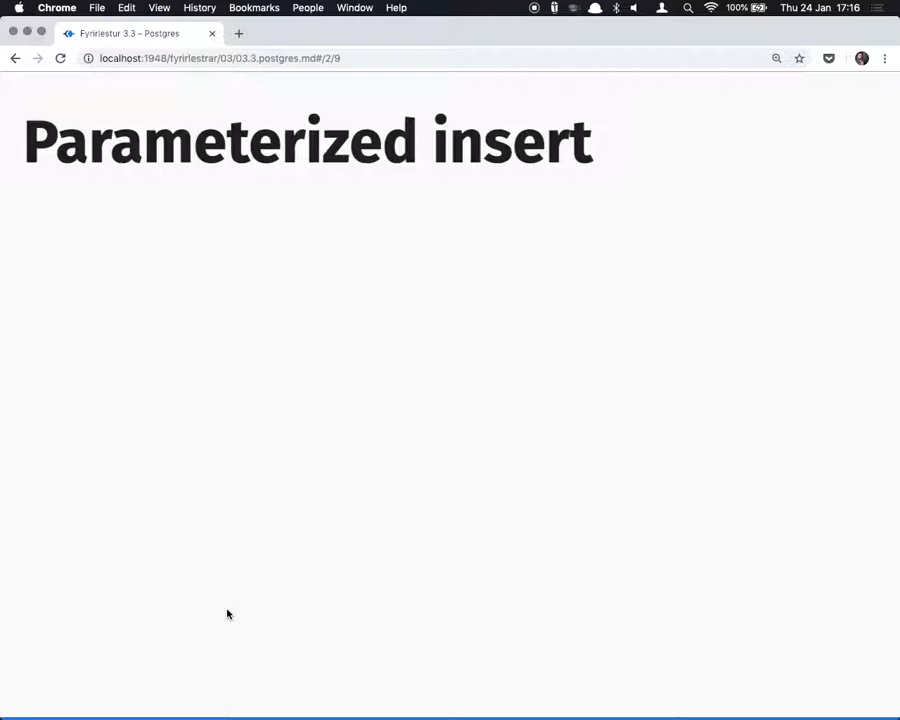 Chrome File Edit View History Bookmarks People Window Help 100% Thu 24 Jan 17:16
Fyrirlestur 3.3 – Postgres
localhost:1948/fyrirlestrar/03/03.3.postgres.md#/2/9
Parameterized insert